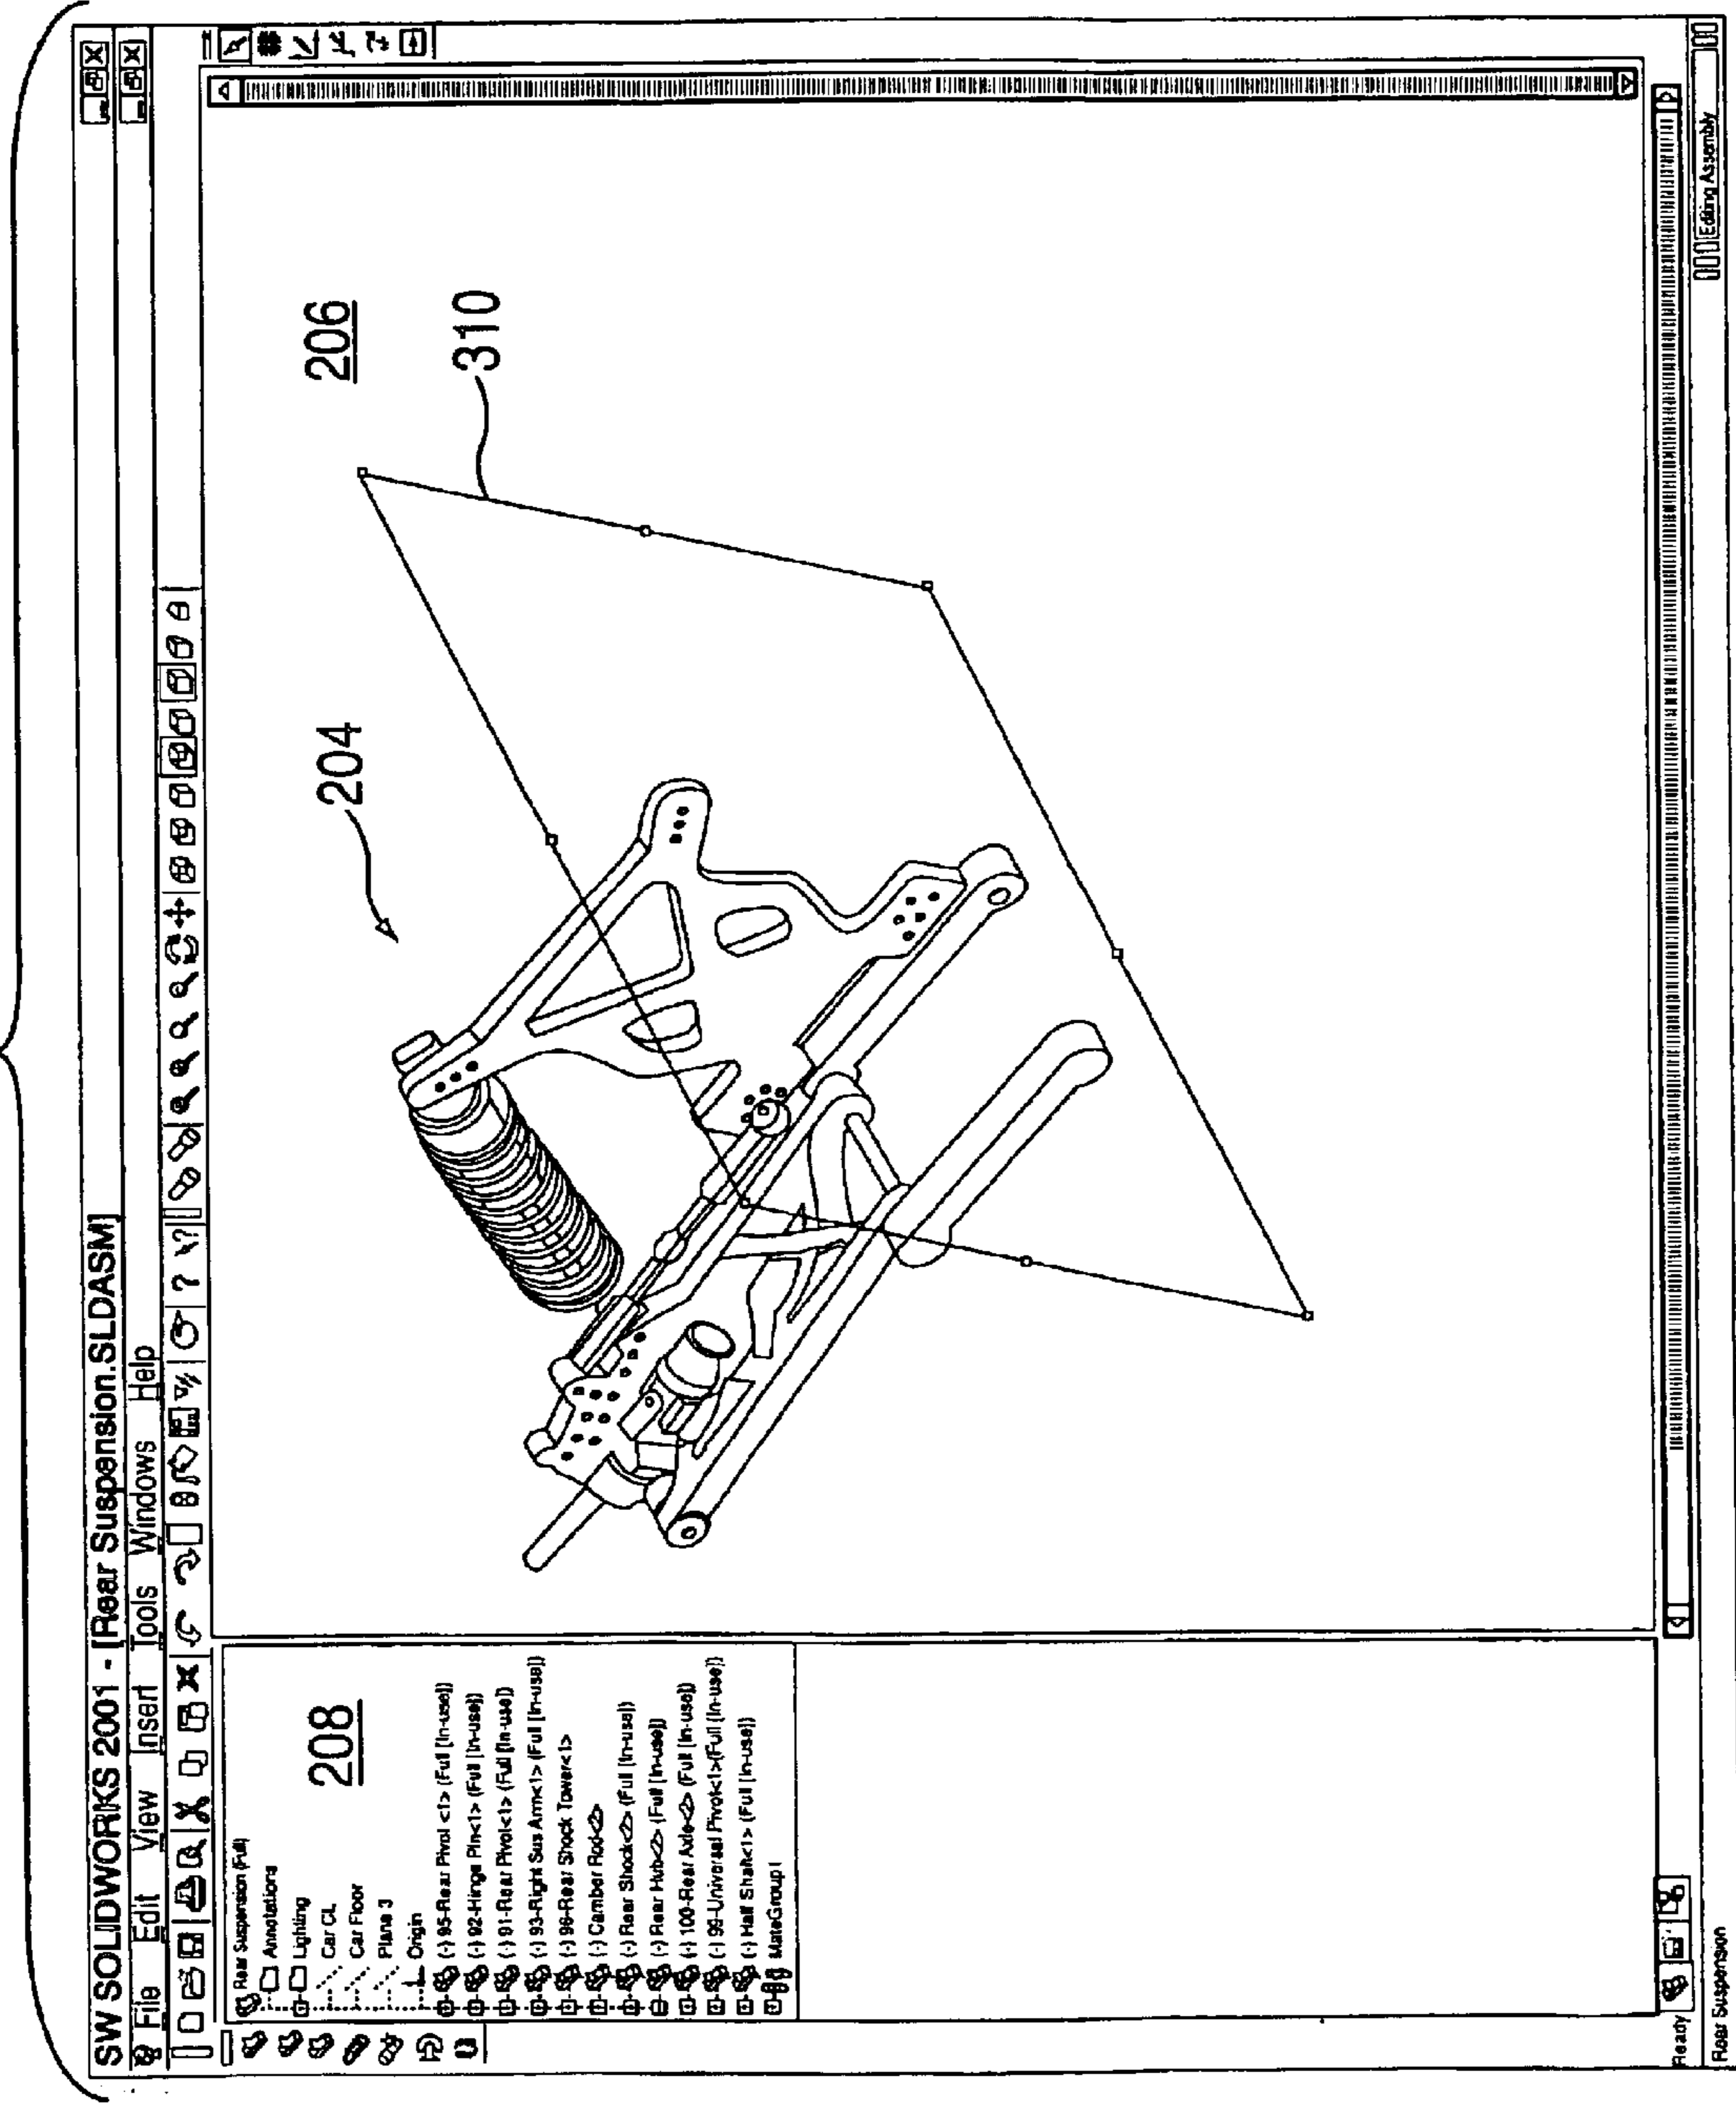 SW SOLIDWORKS 2001 - [Rear Suspension.SLDASM]
File Edit View Insert Tools Windows Help
Rear Suspension (Full)
Annotations
Lighting
Car CL
Car Floor
Plane 3
Origin
(-) 95-Rear Pivot <1> (Full [In-use])
(-) 92-Hinge Pin<1> (Full [In-use])
(-) 91-Rear Pivot<1> (Full [In-use])
(-) 93-Right Sus Arm<1> (Full [In-use])
(-) 96-Rear Shock Tower<1>
(-) Camber Rod<2>
(-) Rear Shock<2> (Full [In-use])
(-) Rear Hub<2> (Full [In-use])
(-) 100-Rear Axle<2> (Full [In-use])
(-) 99-Universal Pivot<1>(Full [In-use])
(-) Half Shaft<1> (Full [In-use])
MateGroup1
208
204
206
310
Ready
Editing Assembly
Rear Suspension